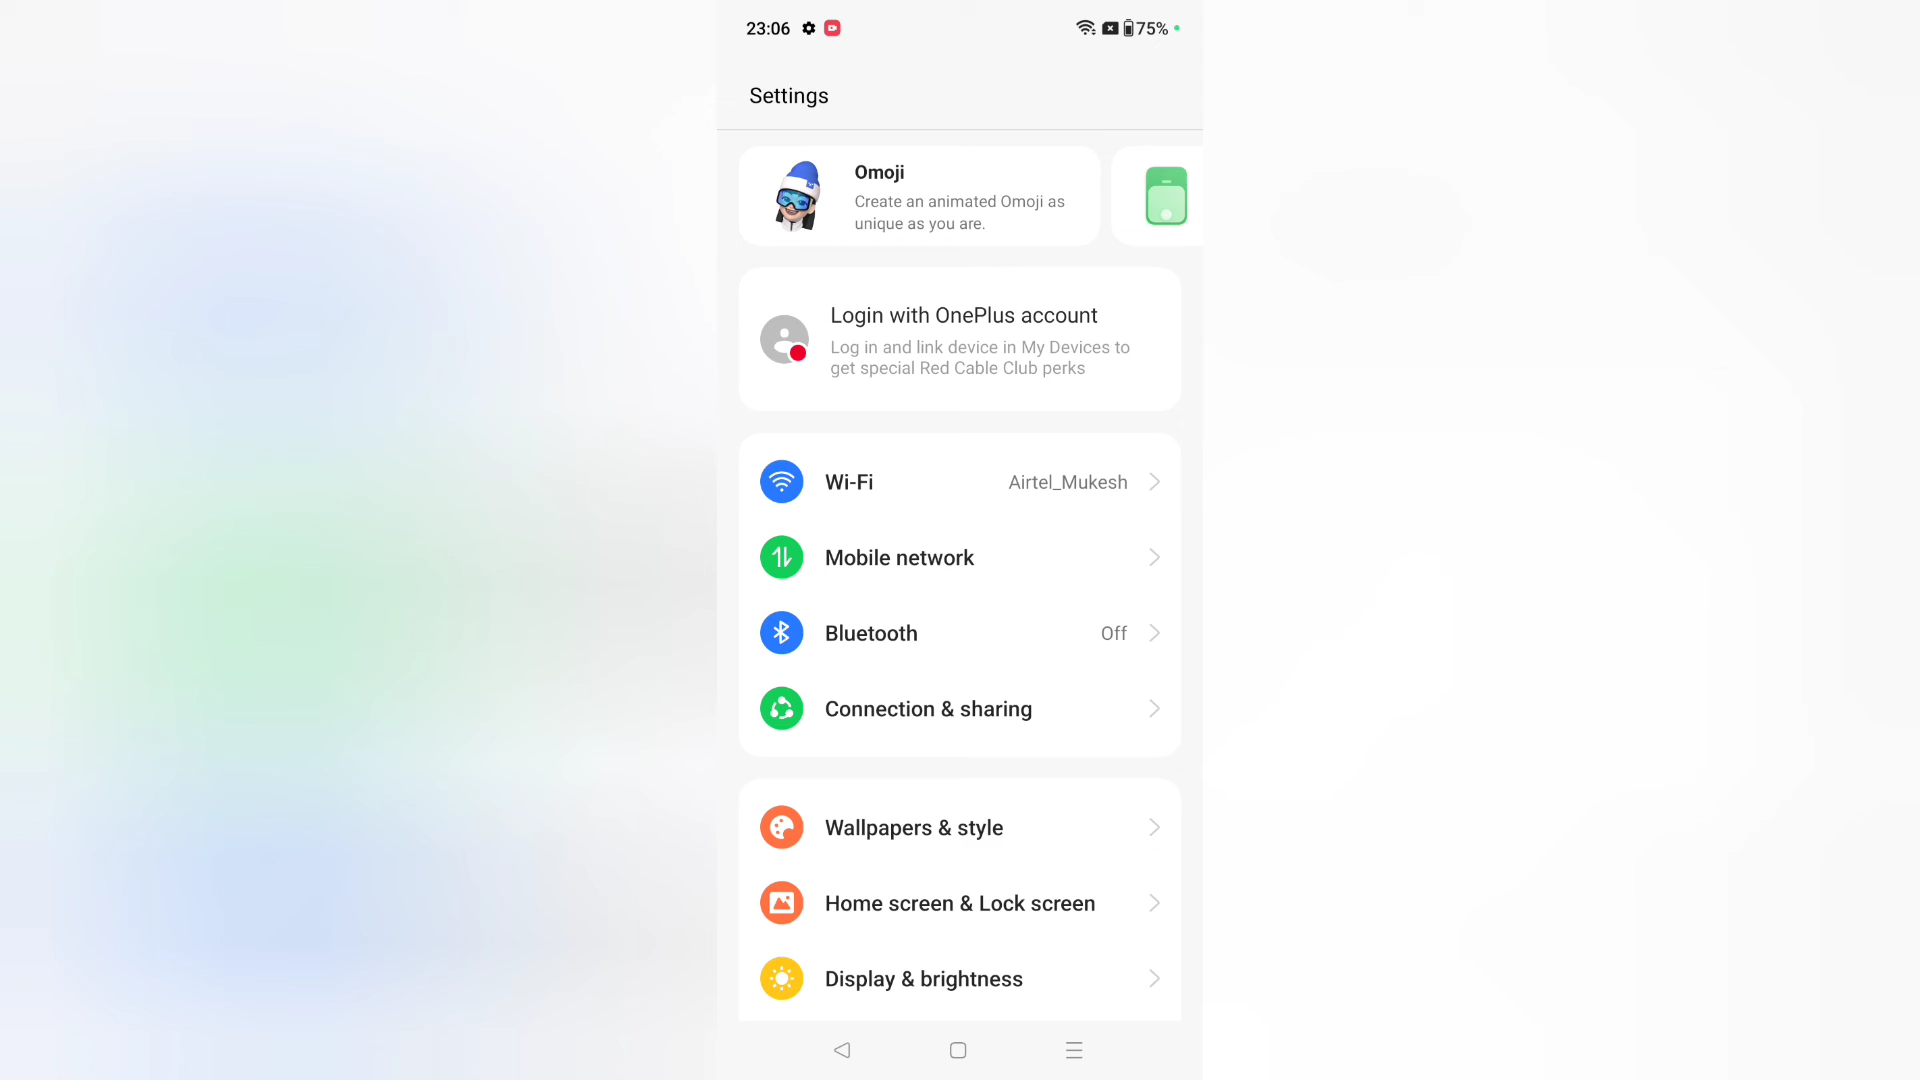 23:06
75%
Settings
Omoji
Create an animated Omoji as
unique as you are.
Login with OnePlus account
Log in and link device in My Devices to
get special Red Cable Club perks
Wi-Fi
Airtel_Mukesh
Mobile network
Bluetooth
Off
Connection & sharing
Wallpapers & style
Home screen & Lock screen
Display & brightness